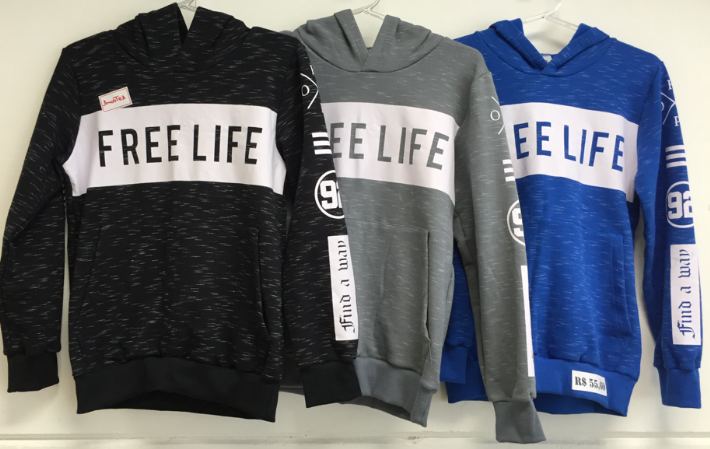 FREE LIFE
92
Find a way
EE LIFE
EE LIFE
92
Find a way
R$ 55,00